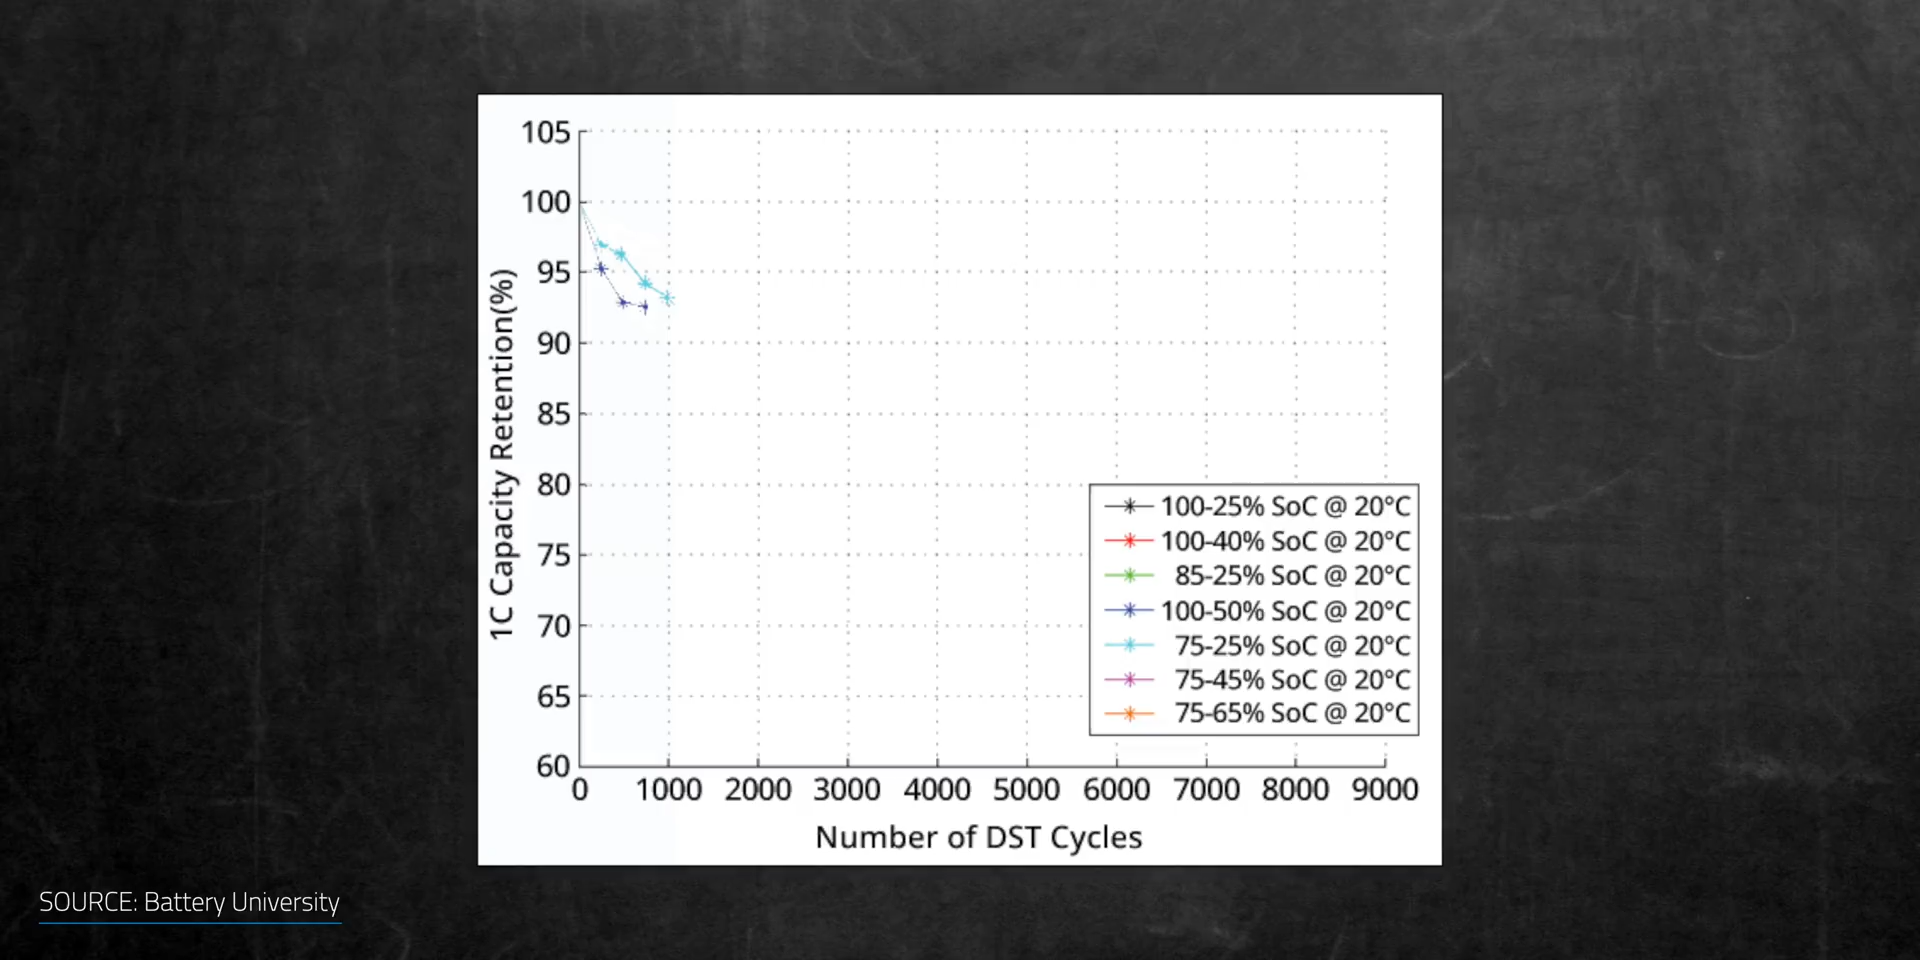 105
100
95
90
85
80
75
70
65
60
1C Capacity Retention(%)
100-25% SoC @ 20°C
100-40% SoC @ 20°C
85-25% SoC @ 20°C
100-50% SoC @ 20°C
75-25% SoC @ 20°C
75-45% SoC @ 20°C
75-65% SoC @ 20°C
0 1000 2000 3000 4000 5000 6000 7000 8000 9000
Number of DST Cycles
SOURCE: Battery University